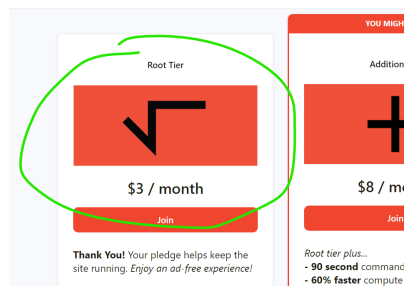 YOU MIGH
Root Tier
Addition
$3 / month
$8 / mo
Join
Join
Thank You! Your pledge helps keep the
site running. Enjoy an ad-free experience!
Root tier plus...
- 90 second command
- 60% faster compute